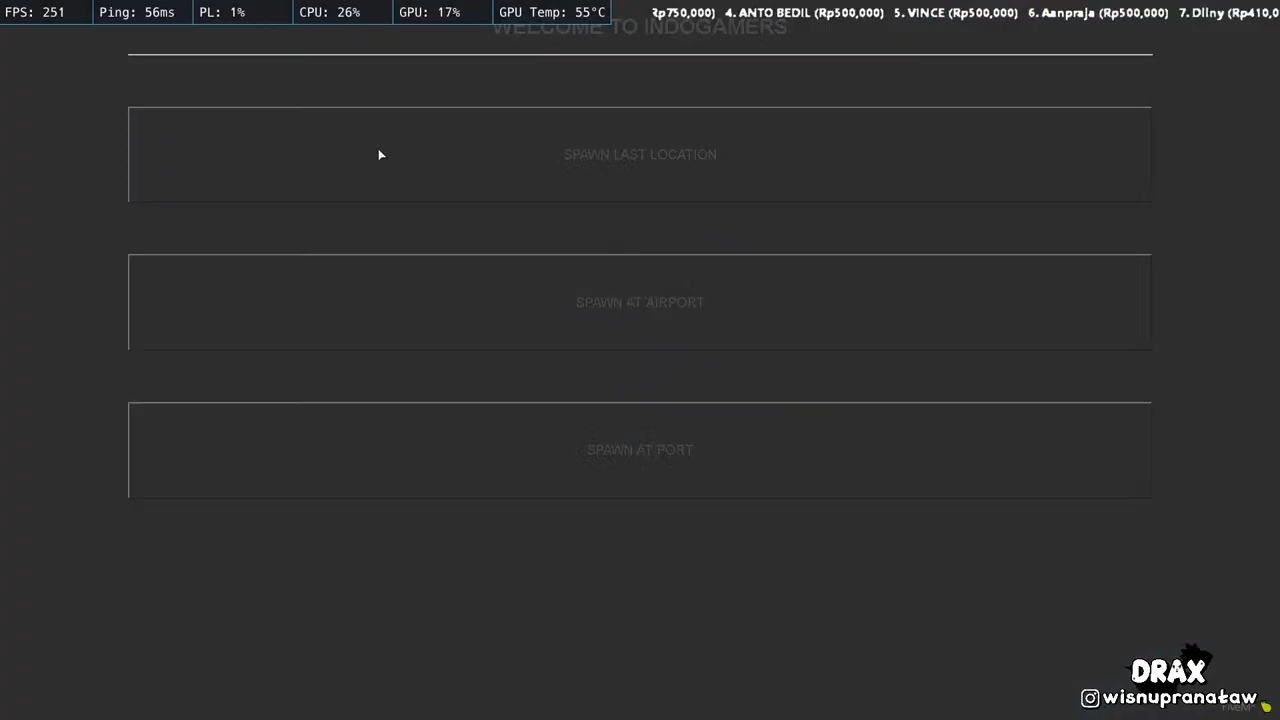 FPS: 251 Ping: 56ms PL: 1% CPU: 26% GPU: 17% GPU Temp: 55°C Rp750,000) 4. ANTO BEDIL (Rp500,000) 5. VINCE (Rp500,000) 6. Aanpraja (Rp500,000) 7. Dilny (Rp410,0
WELCOME TO INDOGAMERS
SPAWN LAST LOCATION
SPAWN AT AIRPORT
SPAWN AT PORT
DRAX
wisnupranataw
FiveM